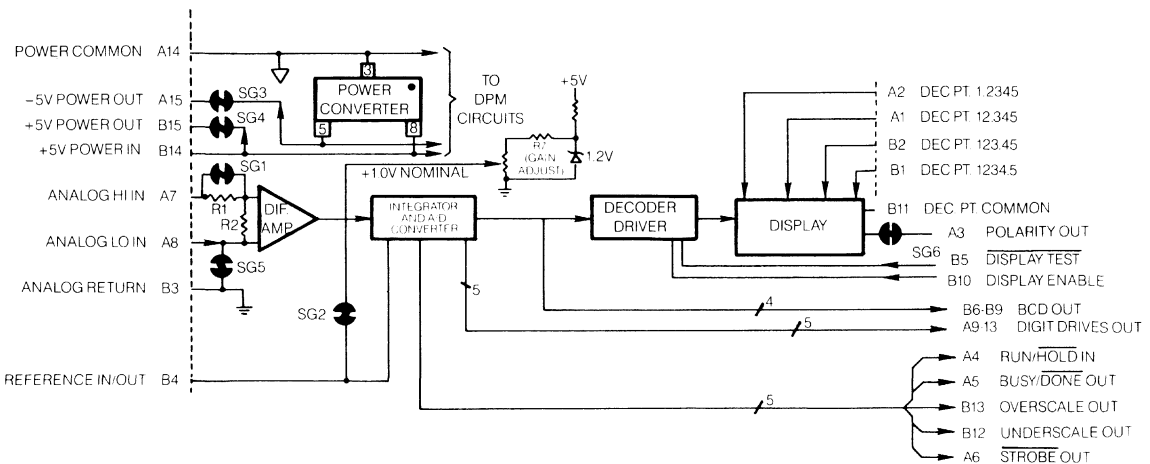 POWER COMMON A14
-5V POWER OUT A15
SG3
+5V POWER OUT B15
SG4
+5V POWER IN B14
3
POWER
CONVERTER
5
8
TO
DPM
CIRCUITS
+5V
R7
(GAIN
ADJUST)
1.2V
+1.0V NOMINAL
SG1
ANALOG HI IN A7
R1
R2
ANALOG LO IN A8
SG5
ANALOG RETURN B3
DIF.
AMP.
INTEGRATOR
AND A-D
CONVERTER
DECODER
DRIVER
DISPLAY
A2 DEC PT. 1.2345
A1 DEC PT. 12.345
B2 DEC PT. 123.45
B1 DEC PT. 1234.5
B11 DEC PT. COMMON
A3 POLARITY OUT
SG6
B5 DISPLAY TEST
B10 DISPLAY ENABLE
5
SG2
4
B6-B9 BCD OUT
5
A9-13 DIGIT DRIVES OUT
REFERENCE IN/OUT B4
5
A4 RUN/HOLD IN
A5 BUSY/DONE OUT
B13 OVERSCALE OUT
B12 UNDERSCALE OUT
A6 STROBE OUT